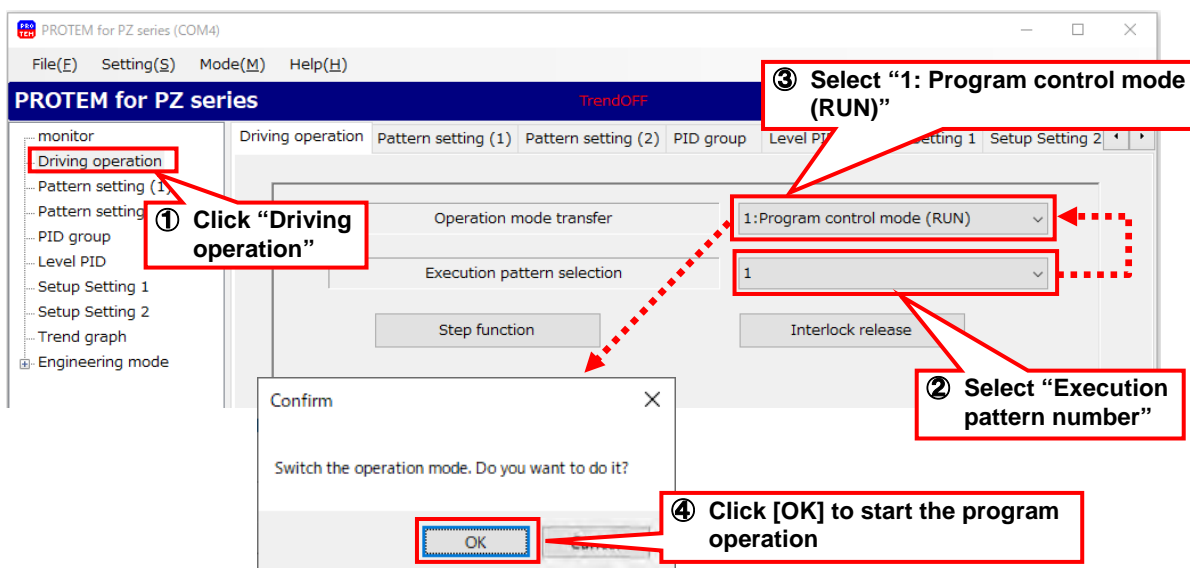 PRO
TEM
PROTEM for PZ series (COM4)
File(F) Setting(S) Mode(M) Help(H)
PROTEM for PZ series
TrendOFF
③ Select “1: Program control mode
(RUN)”
monitor
Driving operation
Pattern setting (1)
Pattern setting
PID group
Level PID
Setup Setting 1
Setup Setting 2
Trend graph
Engineering mode
① Click “Driving
operation”
Driving operation Pattern setting (1) Pattern setting (2) PID group Level PI Setting 1 Setup Setting 2
Operation mode transfer
1:Program control mode (RUN)
Execution pattern selection
1
Step function
Interlock release
② Select “Execution
pattern number”
Confirm
Switch the operation mode. Do you want to do it?
OK
④ Click [OK] to start the program
operation